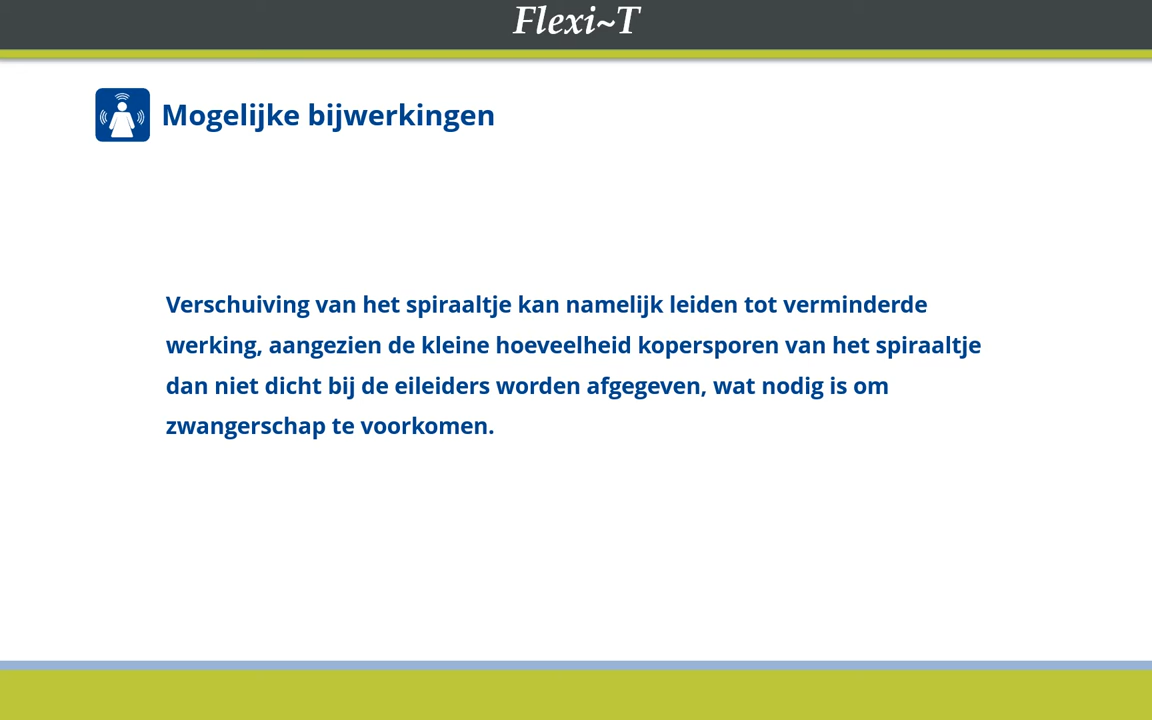 Flexi~T
Mogelijke bijwerkingen
Verschuiving van het spiraaltje kan namelijk leiden tot verminderde
werking, aangezien de kleine hoeveelheid kopersporen van het spiraaltje
dan niet dicht bij de eileiders worden afgegeven, wat nodig is om
zwangerschap te voorkomen.